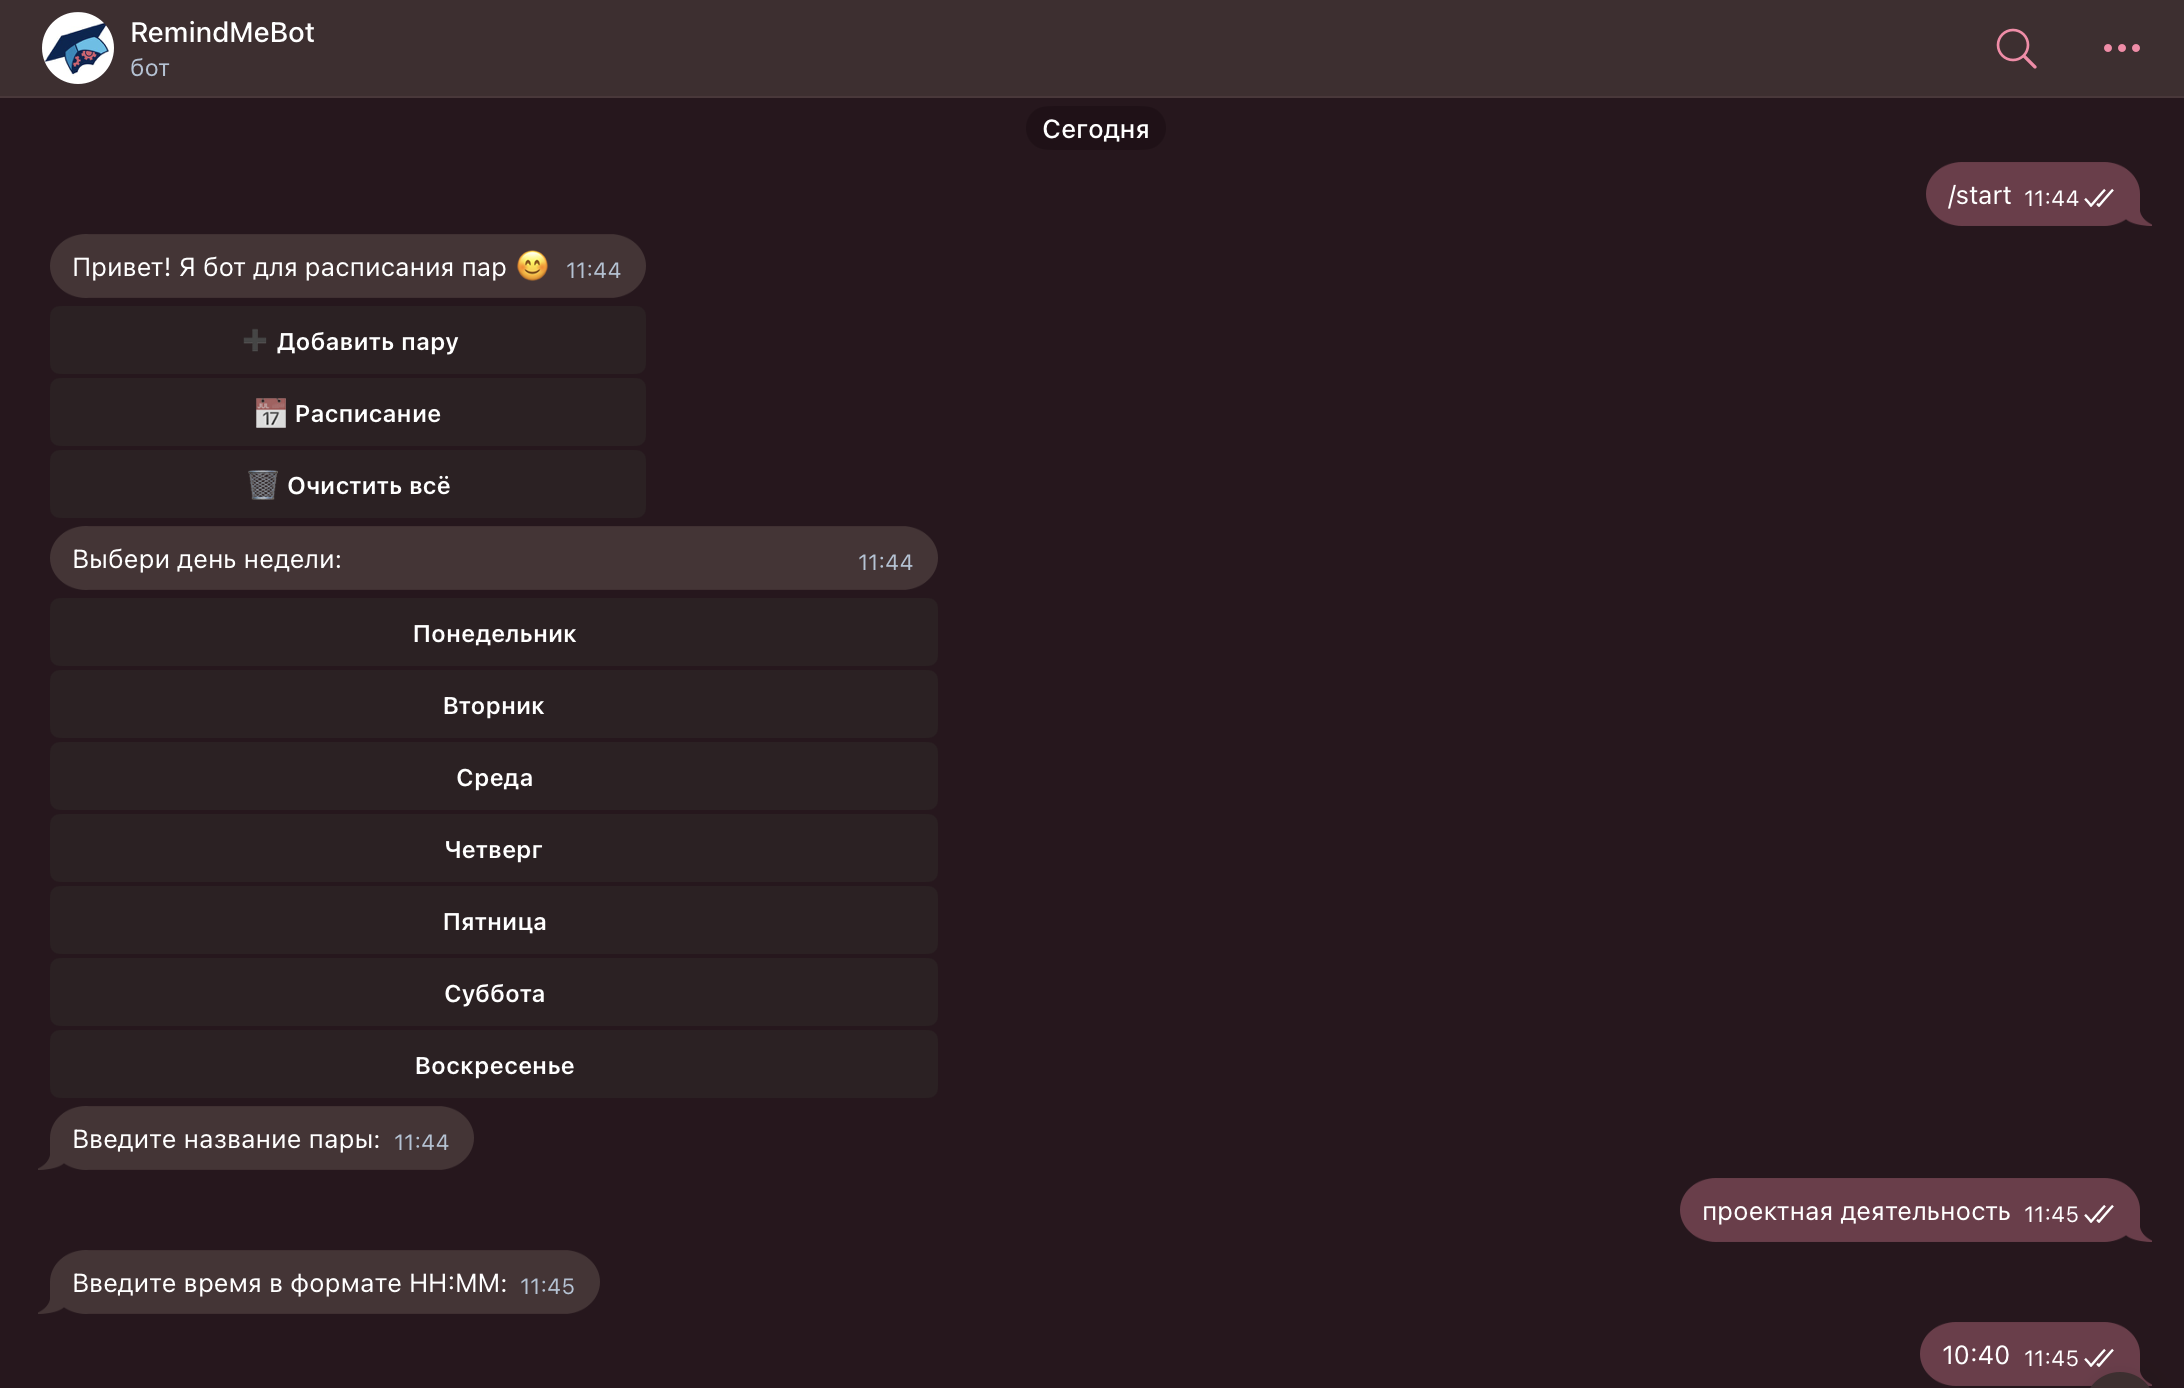 RemindMeBot
бот
Сегодня
/start 11:44
Привет! Я бот для расписания пар 😊 11:44
➕ Добавить пару
📅 Расписание
🗑️ Очистить всё
Выбери день недели: 11:44
Понедельник
Вторник
Среда
Четверг
Пятница
Суббота
Воскресенье
Введите название пары: 11:44
проектная деятельность 11:45
Введите время в формате HH:MM: 11:45
10:40 11:45